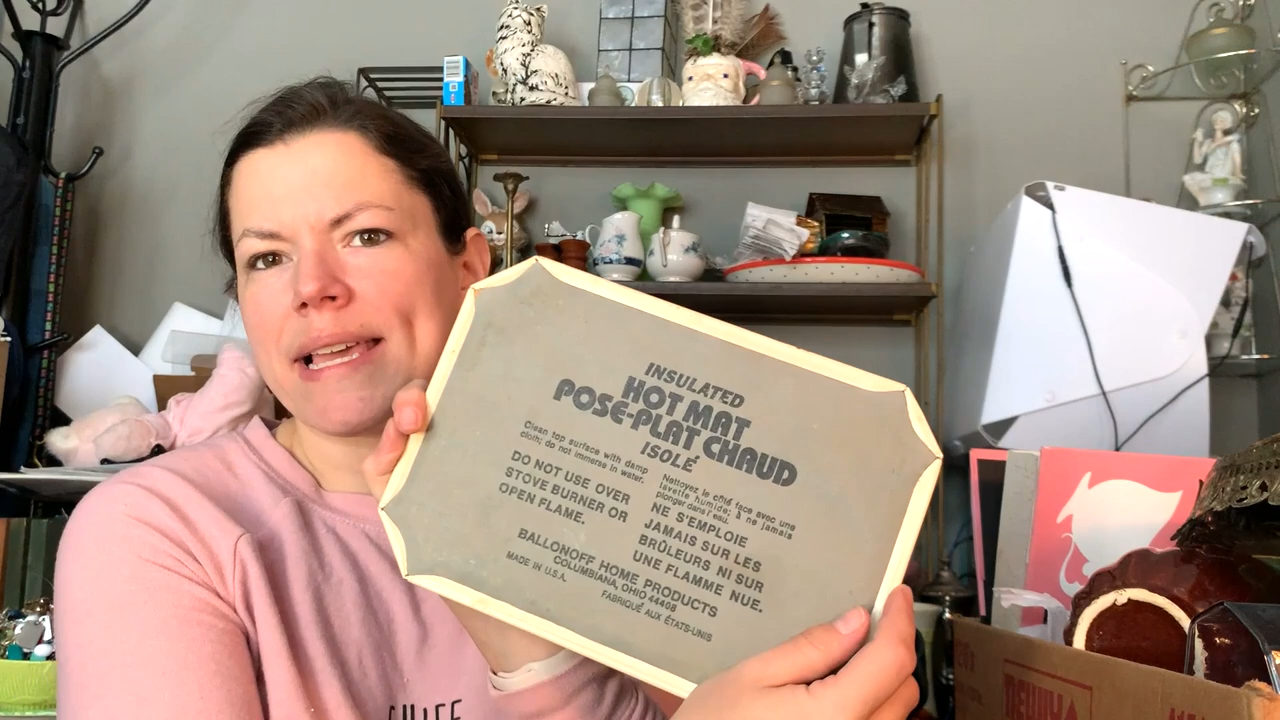 INSULATED
HOT MAT
POSE-PLAT CHAUD
ISOLÉ
Clean top surface with damp
cloth; do not immerse in water.
DO NOT USE OVER
STOVE BURNER OR
OPEN FLAME.
Nettoyez le côté face avec une
lavette humide; à ne jamais
plonger dans l'eau.
NE S'EMPLOIE
JAMAIS SUR LES
BRÛLEURS NI SUR
UNE FLAMME NUE.
BALLONOFF HOME PRODUCTS
COLUMBIANA, OHIO 44408
MADE IN U.S.A.
FABRIQUÉ AUX ÉTATS-UNIS